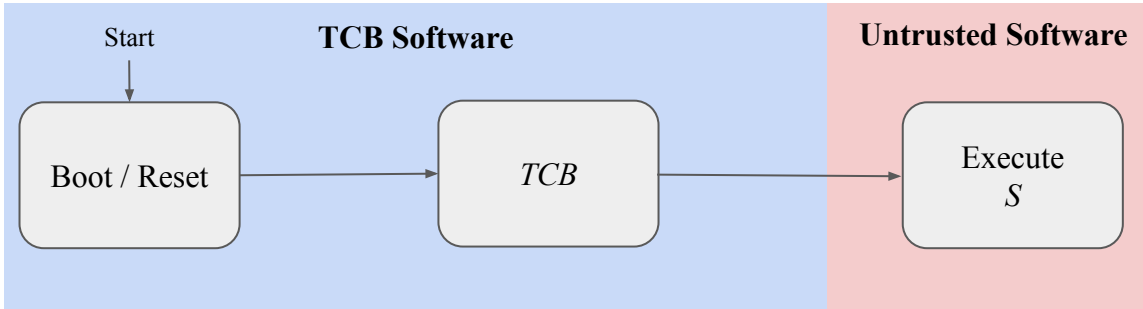 Start
TCB Software
Untrusted Software
Boot / Reset
TCB
Execute
S